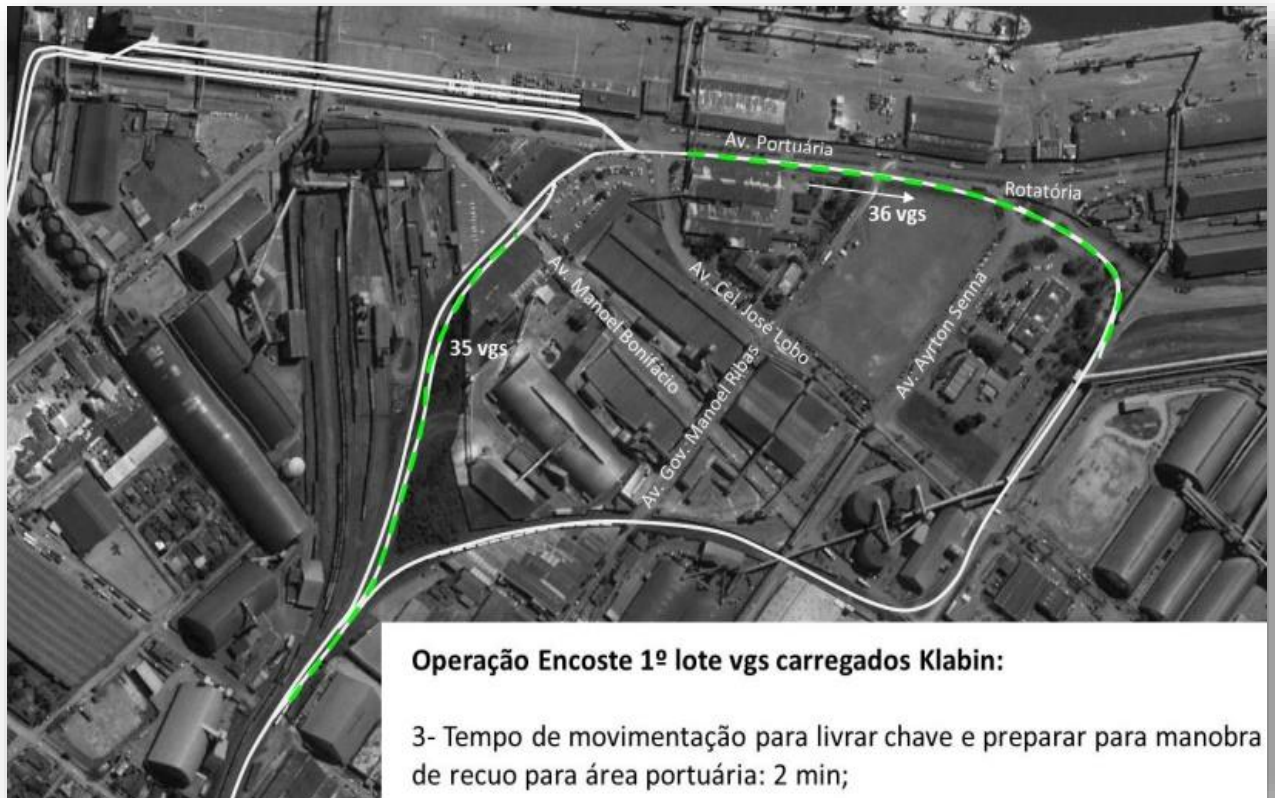 Av. Portuária
Rotatória
36 vgs
Av. Manoel Bonifácio
Av. Cel José Lobo
Av. Ayrton Senna
35 vgs
Av. Gov. Manoel Ribas
Operação Encoste 1º lote vgs carregados Klabin:
3- Tempo de movimentação para livrar chave e preparar para manobra
de recuo para área portuária: 2 min;